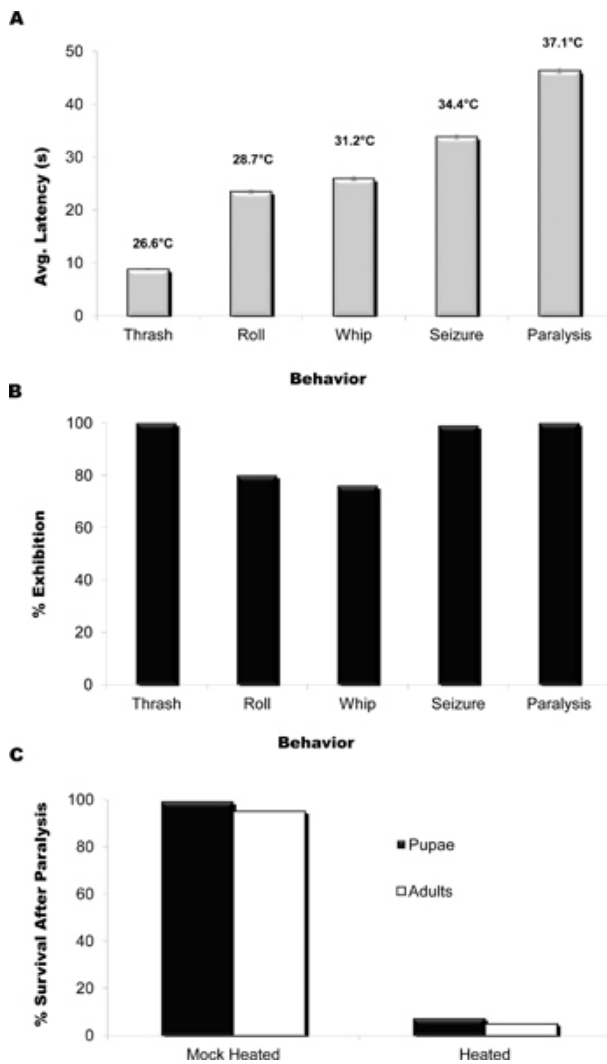 A
Avg. Latency (s)
50
40
30
20
10
0
26.6°C
28.7°C
31.2°C
34.4°C
37.1°C
Thrash Roll Whip Seizure Paralysis
Behavior
B
% Exhibition
100
80
60
40
20
0
Thrash Roll Whip Seizure Paralysis
Behavior
C
% Survival After Paralysis
100
80
60
40
20
0
Pupae
Adults
Mock Heated Heated